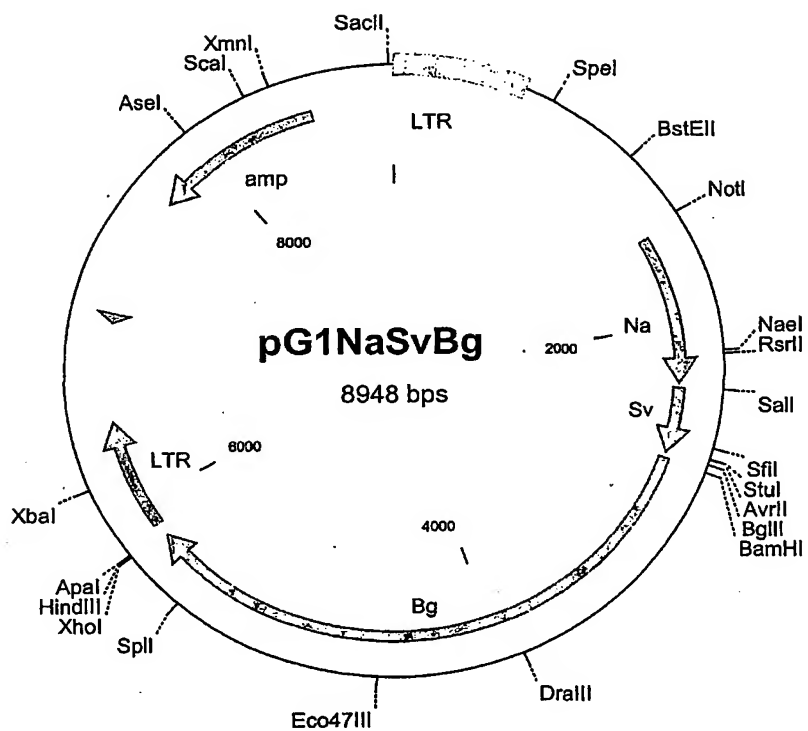 SacII
XmnI
ScaI
AseI
SpeI
BstEII
NotI
LTR
amp
8000
pG1NaSvBg
8948 bps
Na
2000
NaeI
RsrII
SalI
Sv
SfiI
StuI
AvrII
BglII
BamHI
LTR
6000
4000
XbaI
ApaI
HindIII
XhoI
SplI
Bg
DraIII
Eco47III